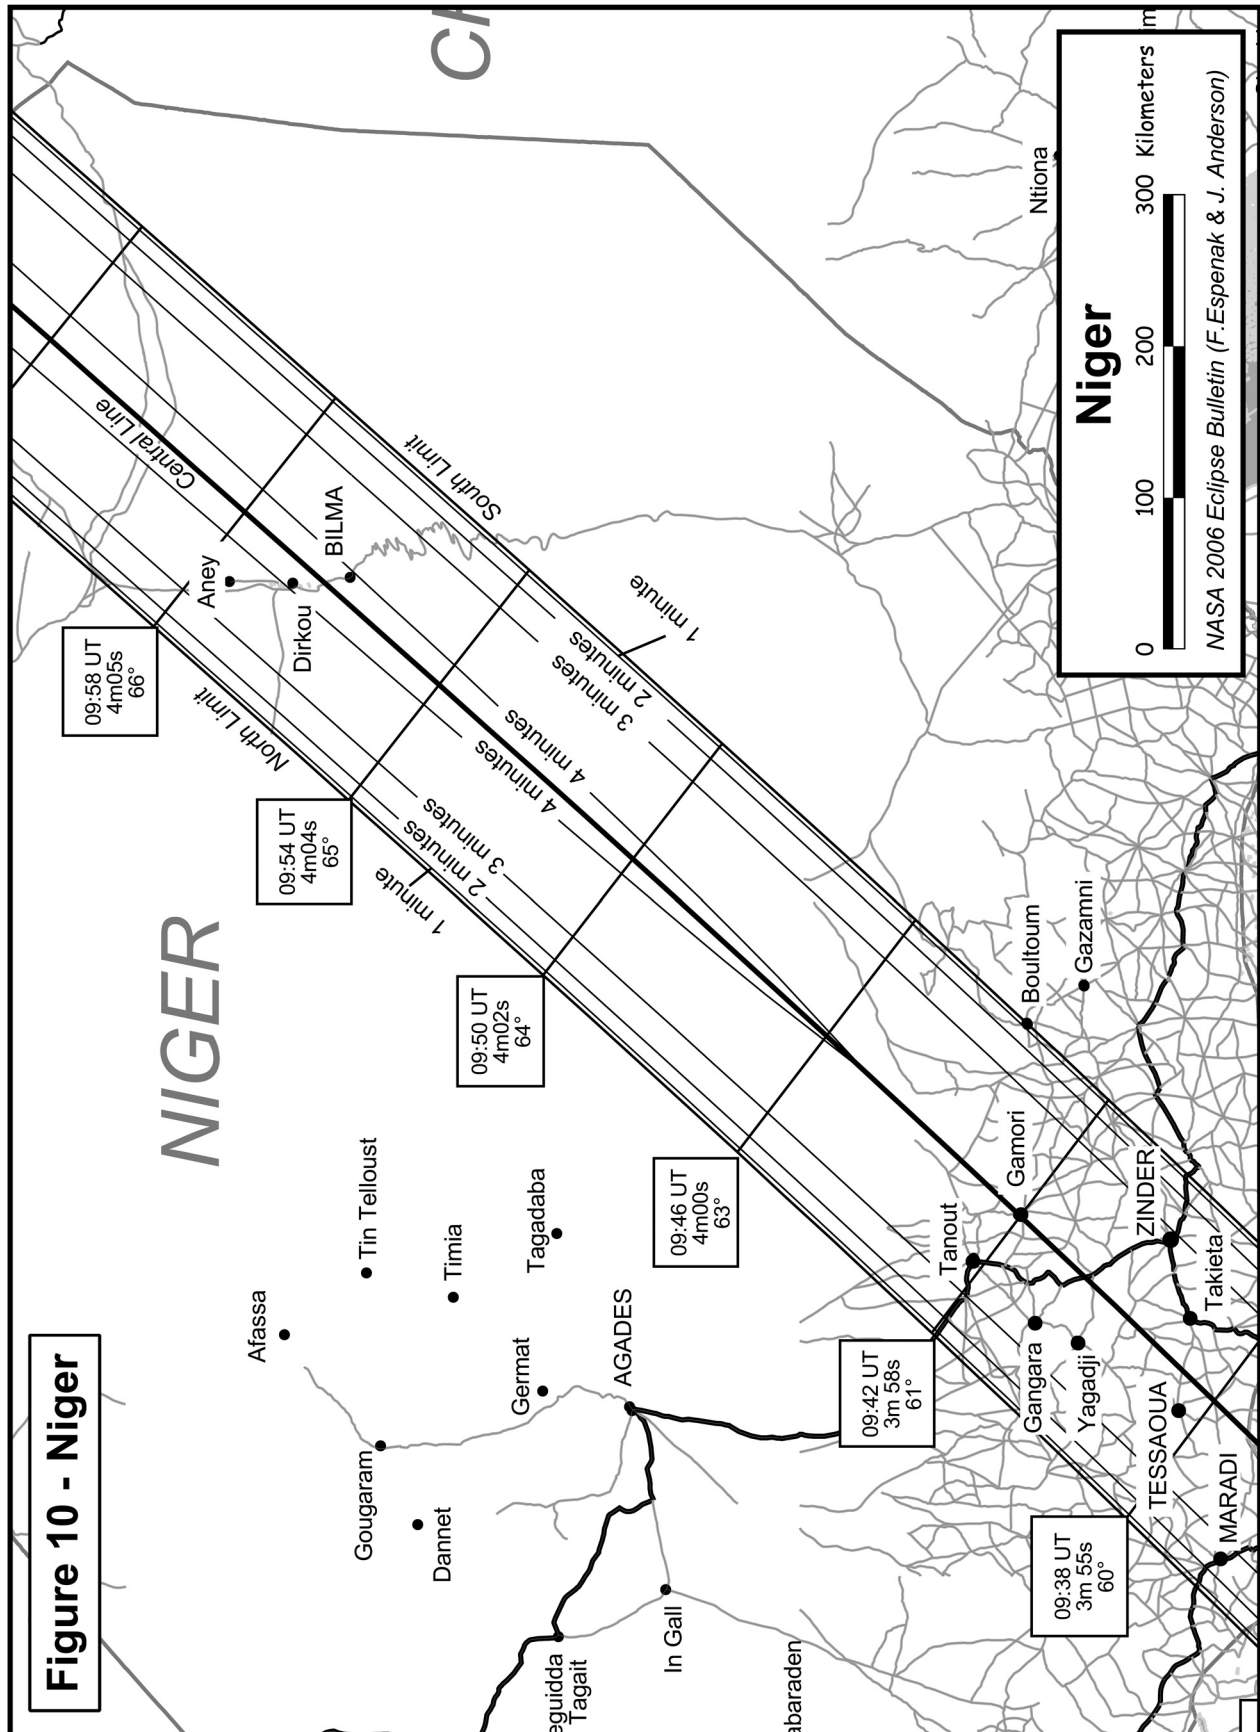 Figure 10 - Niger
NIGER
CH
Afassa
Tin Telloust
Gougaram
Timia
Dannet
Germat
Tagadaba
eguidda
Tagait
AGADES
In Gall
abaraden
09:58 UT
4m05s
66°
09:54 UT
4m04s
65°
09:50 UT
4m02s
64°
09:46 UT
4m00s
63°
09:42 UT
3m 58s
61°
09:38 UT
3m 55s
60°
North Limit
Central Line
South Limit
1 minute
2 minutes
3 minutes
4 minutes
4 minutes
3 minutes
2 minutes
1 minute
Aney
Dirkou
BILMA
Tanout
Gamori
Gangara
Yagadji
Boultoum
Gazamni
ZINDER
Takieta
TESSAOUA
MARADI
Ntiona
im
Niger
0 100 200 300 Kilometers
NASA 2006 Eclipse Bulletin (F.Espenak & J. Anderson)